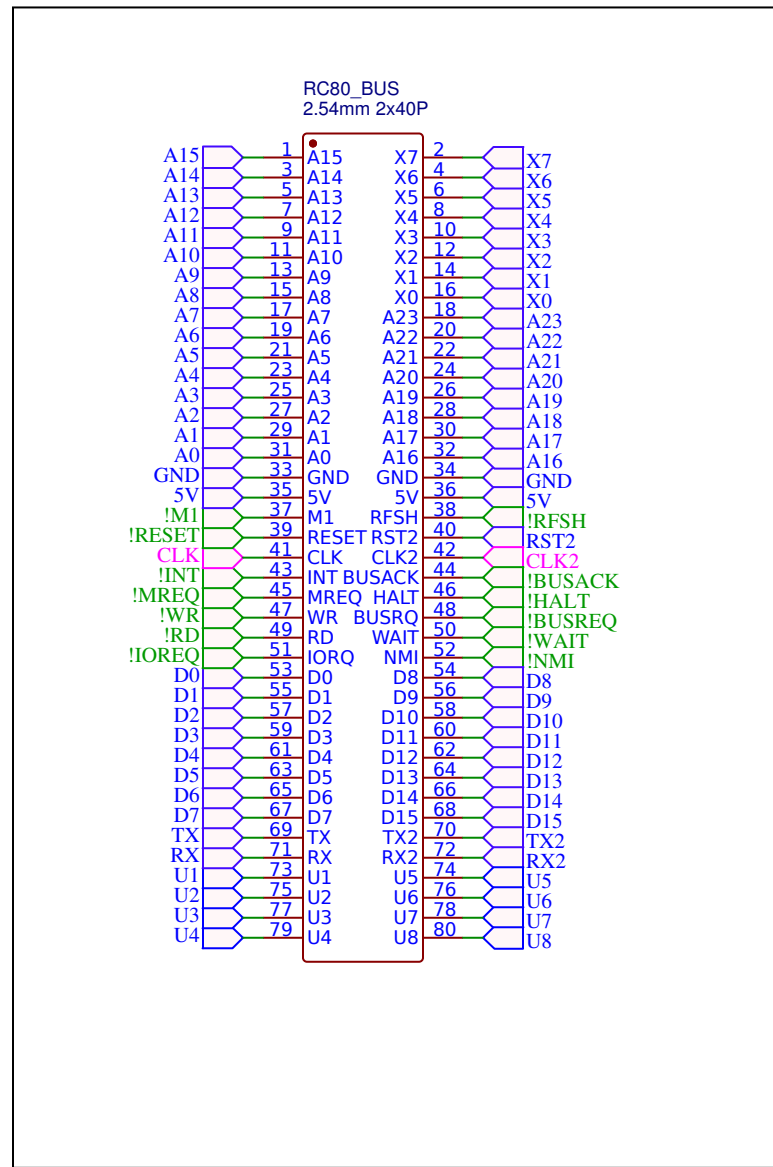 RC80_BUS
2.54mm 2x40P
A15 1 A15 X7 2 X7
A14 3 A14 X6 4 X6
A13 5 A13 X5 6 X5
A12 7 A12 X4 8 X4
A11 9 A11 X3 10 X3
A10 11 A10 X2 12 X2
A9 13 A9 X1 14 X1
A8 15 A8 X0 16 X0
A7 17 A7 A23 18 A23
A6 19 A6 A22 20 A22
A5 21 A5 A21 22 A21
A4 23 A4 A20 24 A20
A3 25 A3 A19 26 A19
A2 27 A2 A18 28 A18
A1 29 A1 A17 30 A17
A0 31 A0 A16 32 A16
GND 33 GND GND 34 GND
5V 35 5V 5V 36 5V
!M1 37 M1 RFSH 38 !RFSH
!RESET 39 RESET RST2 40 RST2
CLK 41 CLK CLK2 42 CLK2
!INT 43 INT BUSACK 44 !BUSACK
!MREQ 45 MREQ HALT 46 !HALT
!WR 47 WR BUSRQ 48 !BUSREQ
!RD 49 RD WAIT 50 !WAIT
!IOREQ 51 IORQ NMI 52 !NMI
D0 53 D0 D8 54 D8
D1 55 D1 D9 56 D9
D2 57 D2 D10 58 D10
D3 59 D3 D11 60 D11
D4 61 D4 D12 62 D12
D5 63 D5 D13 64 D13
D6 65 D6 D14 66 D14
D7 67 D7 D15 68 D15
TX 69 TX TX2 70 TX2
RX 71 RX RX2 72 RX2
U1 73 U1 U5 74 U5
U2 75 U2 U6 76 U6
U3 77 U3 U7 78 U7
U4 79 U4 U8 80 U8